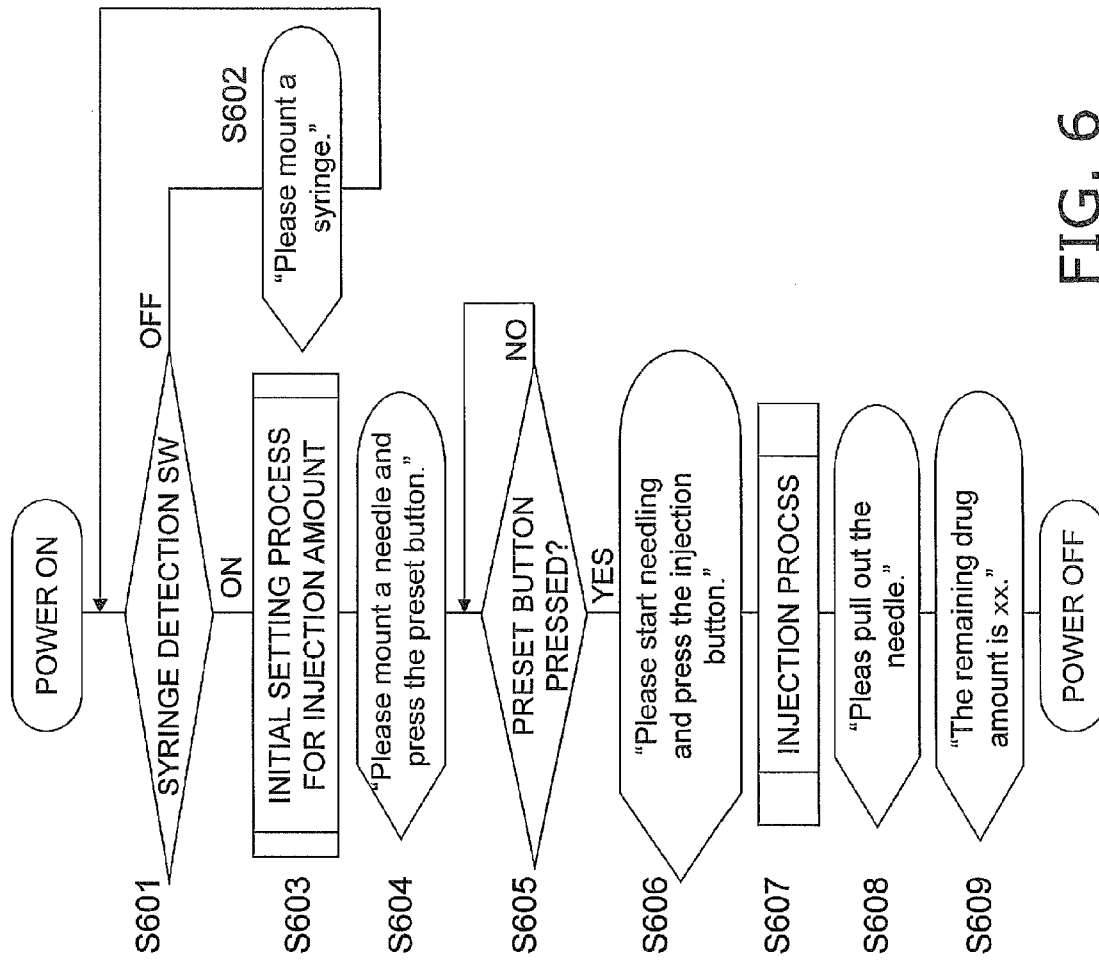 POWER ON
S601
SYRINGE DETECTION SW
OFF
ON
S602
“Please mount a
syringe.”
S603
INITIAL SETTING PROCESS
FOR INJECTION AMOUNT
S604
“Please mount a needle and
press the preset button.”
S605
PRESET BUTTON
PRESSED?
NO
YES
S606
“Please start needling
and press the injection
button.”
S607
INJECTION PROCSS
S608
“Pleas pull out the
needle.”
S609
“The remaining drug
amount is xx.”
POWER OFF
FIG. 6